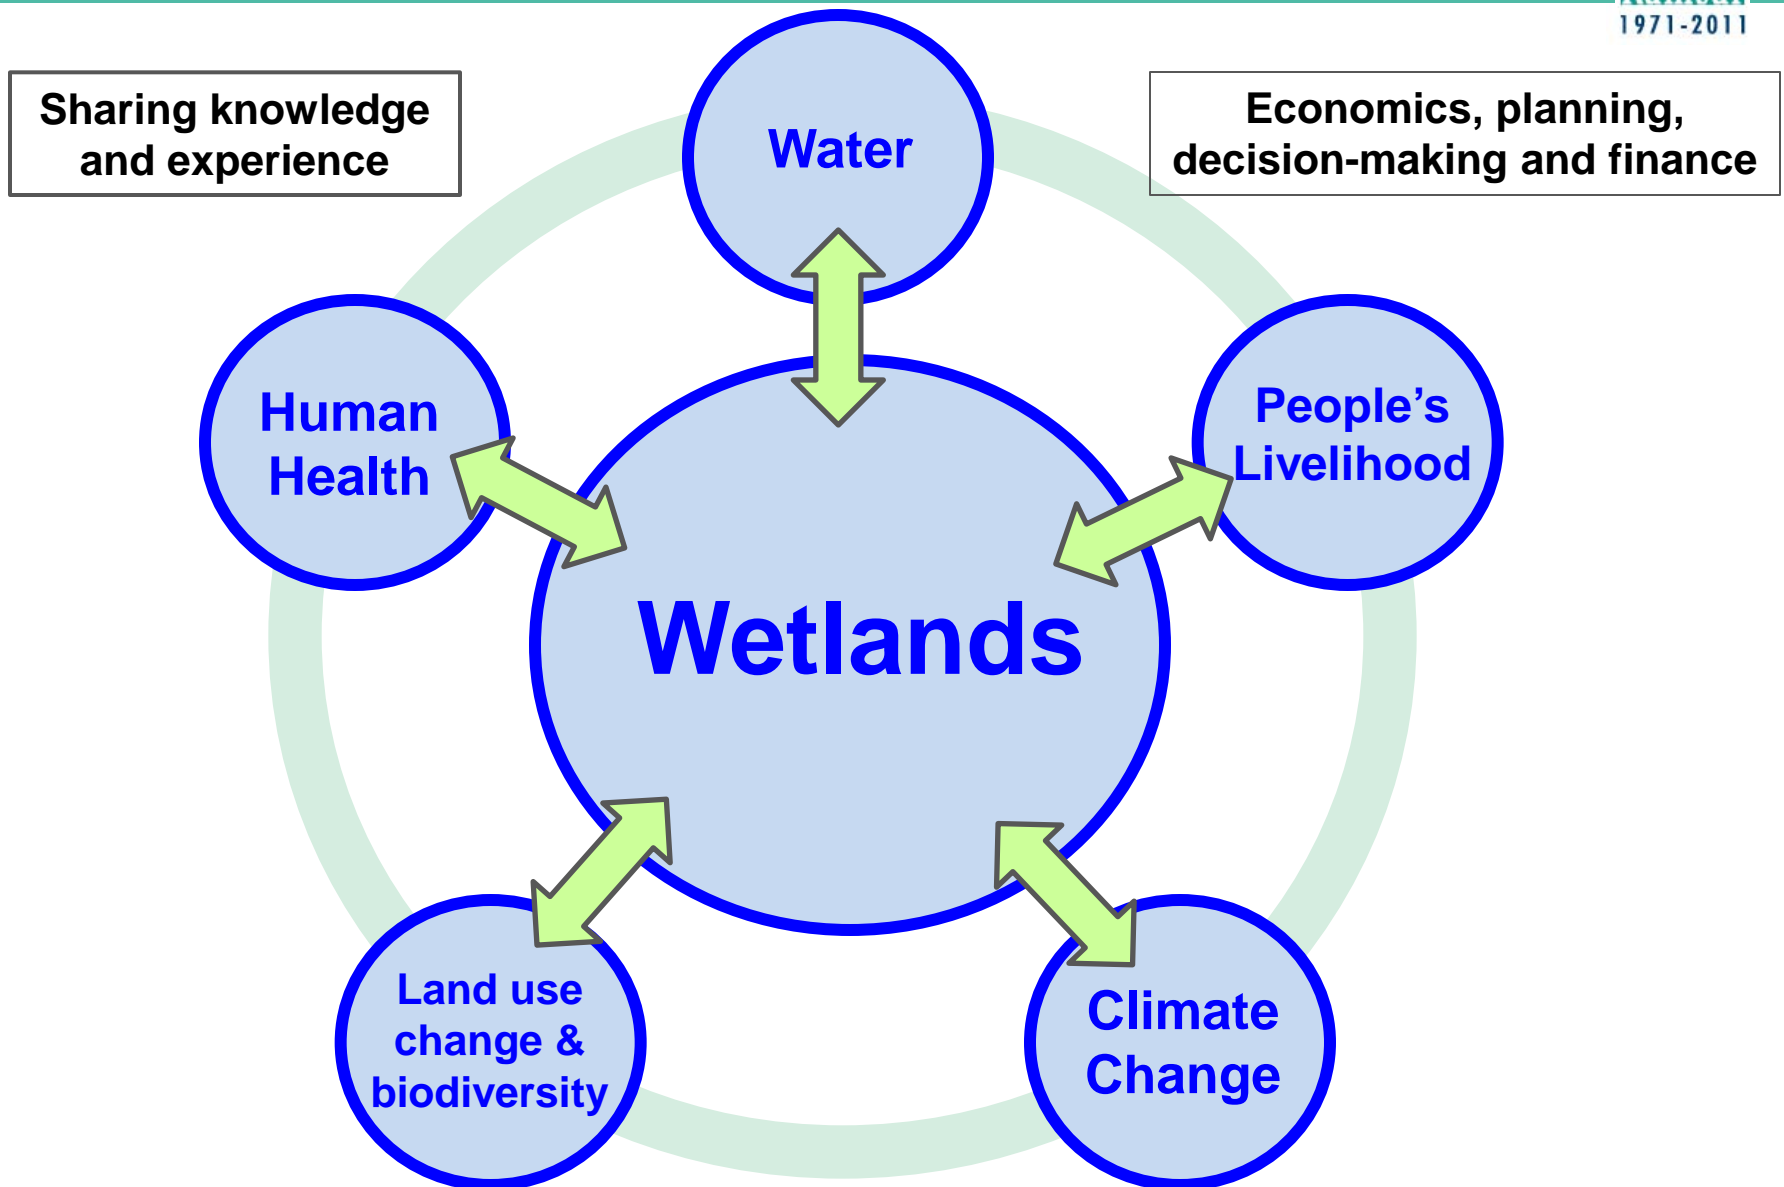 1971-2011
Sharing knowledge
and experience
Economics, planning,
decision-making and finance
Water
Human
Health
People’s
Livelihood
Wetlands
Land use
change &
biodiversity
Climate
Change